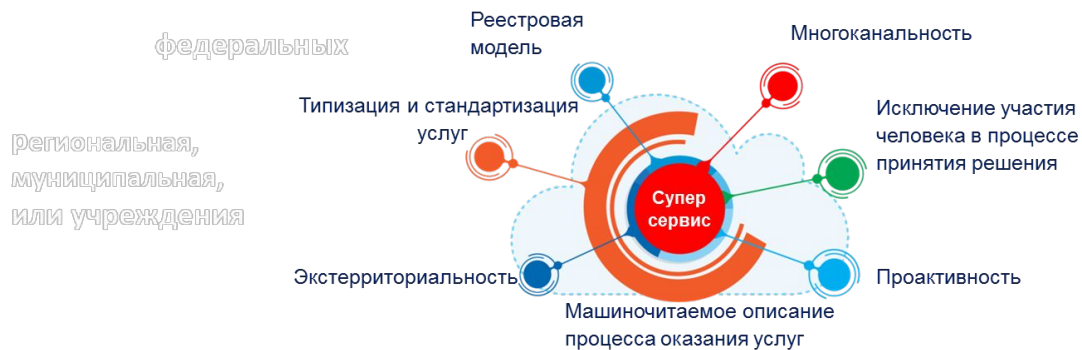 федеральных
Региональная,
муниципальная,
или учреждения
Реестровая
модель
Многоканальность
Типизация и стандартизация
услуг
Исключение участия
человека в процессе
принятия решения
Супер
сервис
Экстерриториальность
Проактивность
Машиночитаемое описание
процесса оказания услуг